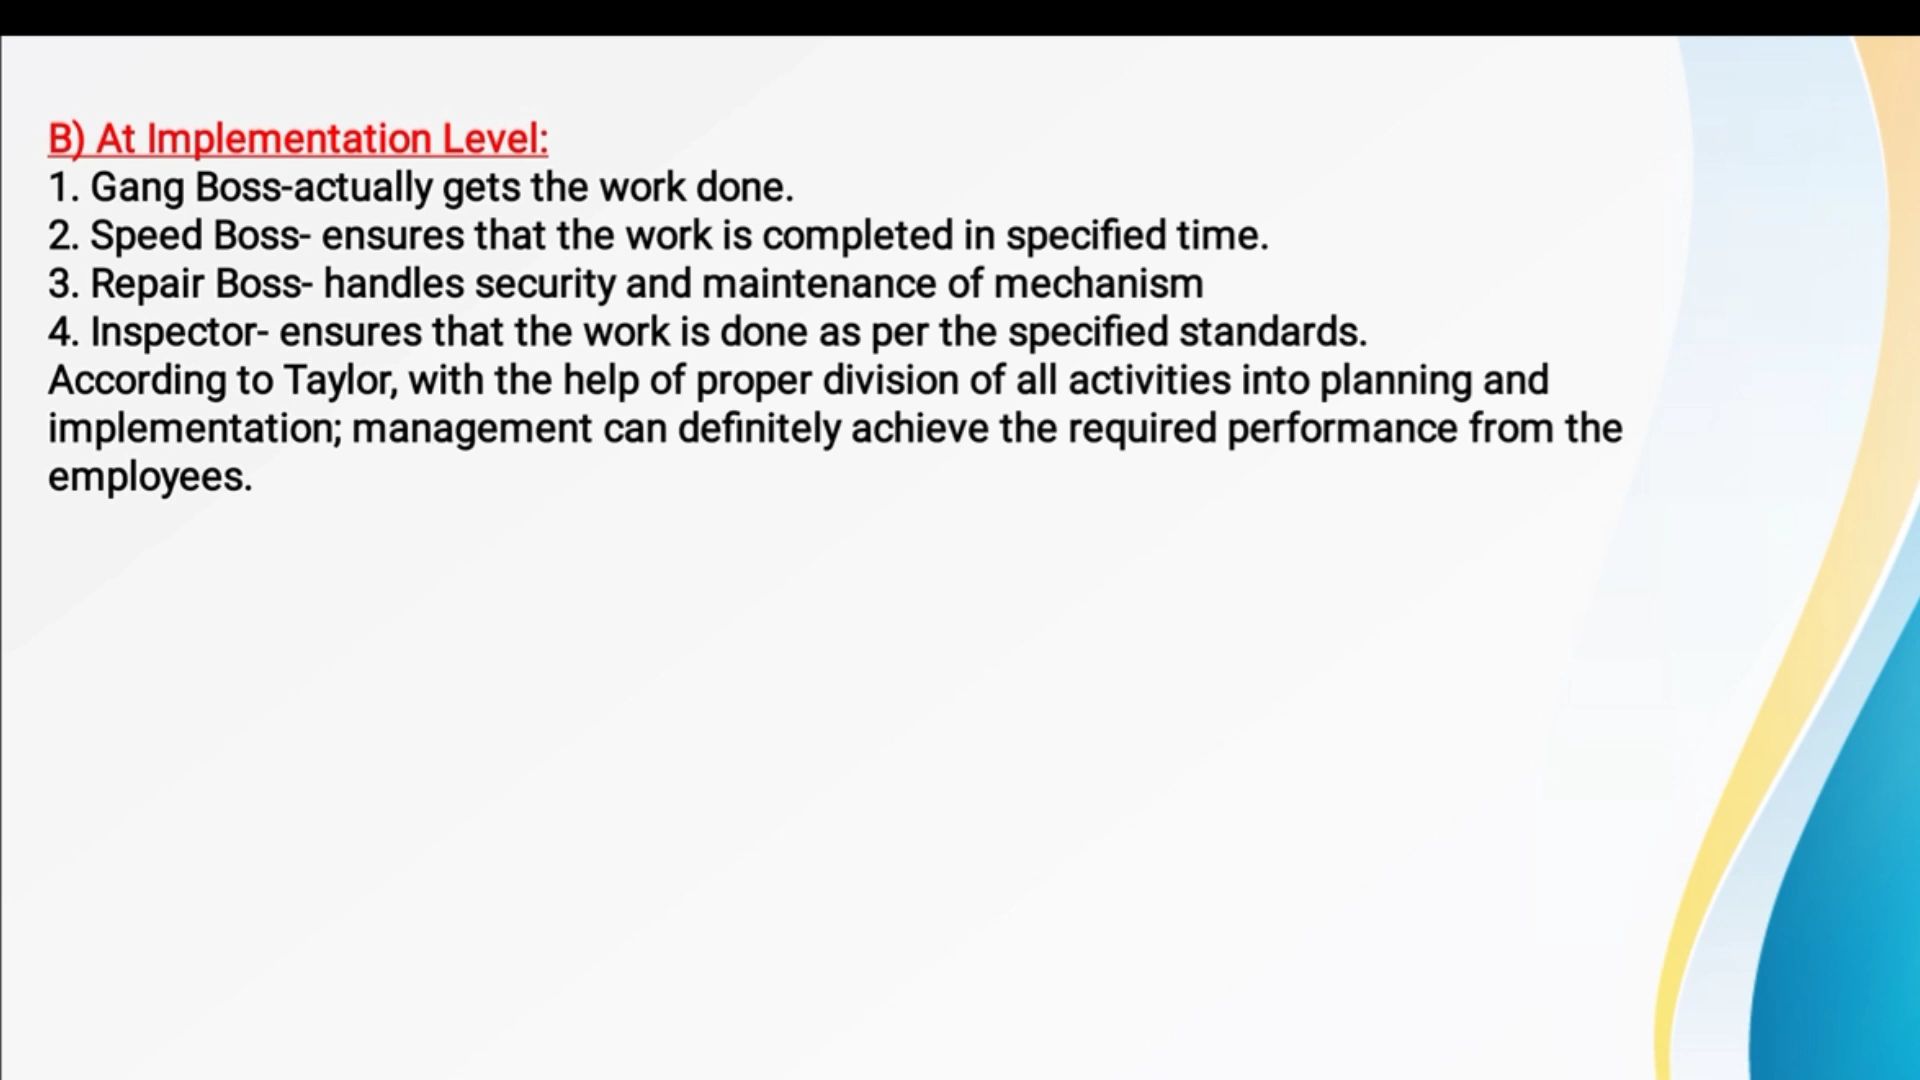 B) At Implementation Level:
1. Gang Boss-actually gets the work done.
2. Speed Boss- ensures that the work is completed in specified time.
3. Repair Boss- handles security and maintenance of mechanism
4. Inspector- ensures that the work is done as per the specified standards.
According to Taylor, with the help of proper division of all activities into planning and
implementation; management can definitely achieve the required performance from the
employees.